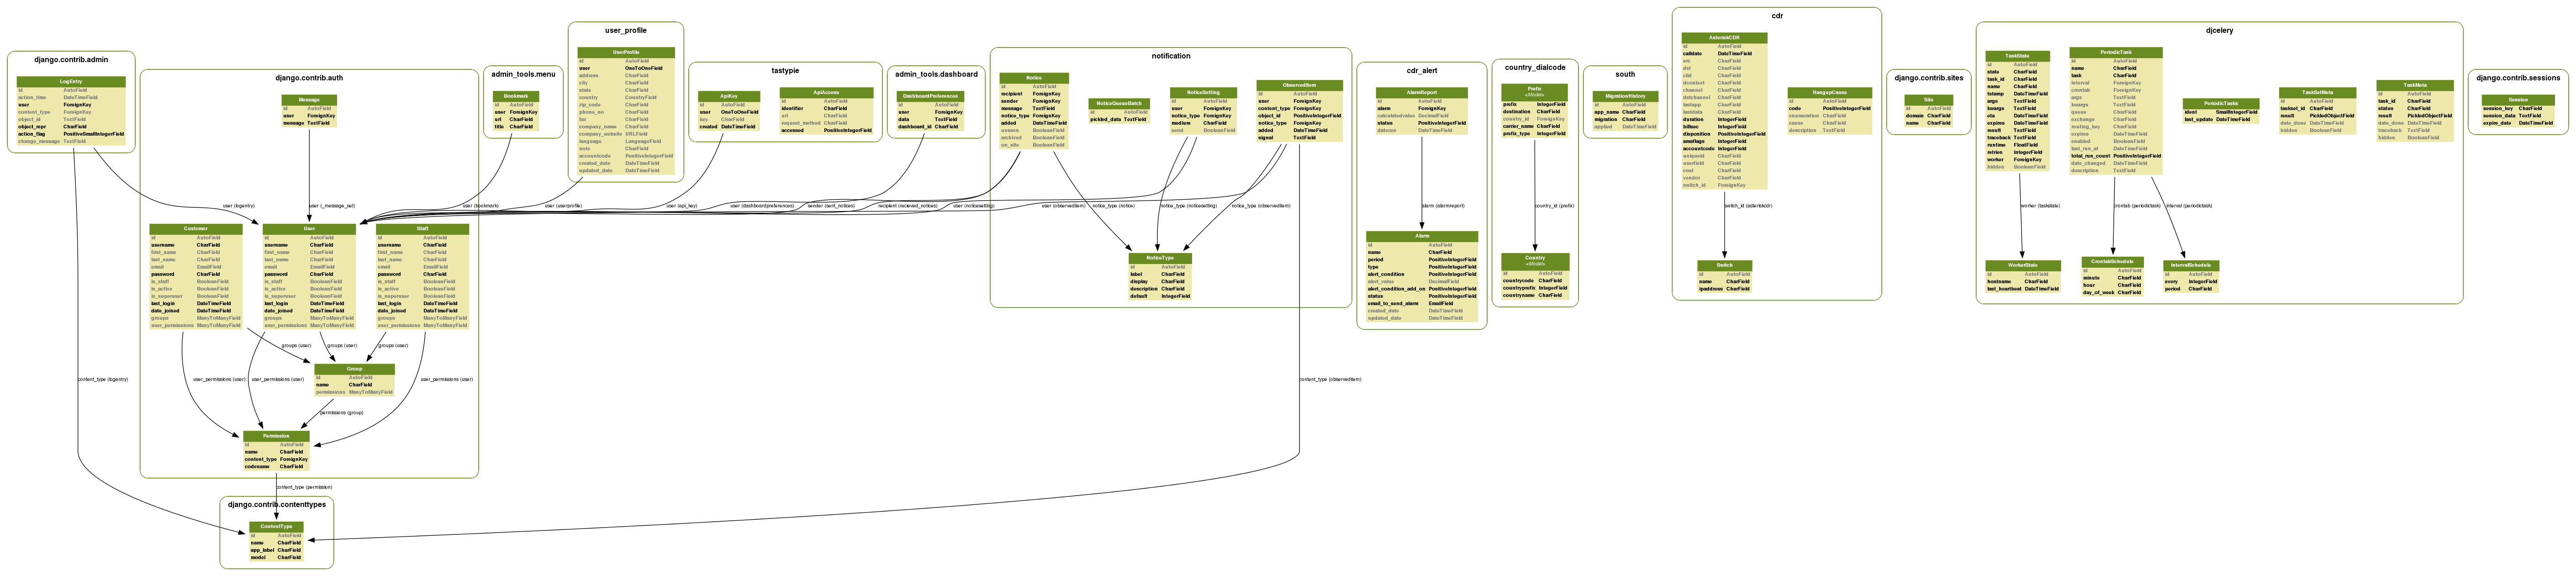 django.contrib.admin
LogEntry
id AutoField
action_time DateTimeField
user ForeignKey
content_type ForeignKey
object_id TextField
object_repr CharField
action_flag PositiveSmallIntegerField
change_message TextField
django.contrib.auth
Message
id AutoField
user ForeignKey
message TextField
user (logentry)
user (_message_set)
Customer
id AutoField
username CharField
first_name CharField
last_name CharField
email EmailField
password CharField
is_staff BooleanField
is_active BooleanField
is_superuser BooleanField
last_login DateTimeField
date_joined DateTimeField
groups ManyToManyField
user_permissions ManyToManyField
User
id AutoField
username CharField
first_name CharField
last_name CharField
email EmailField
password CharField
is_staff BooleanField
is_active BooleanField
is_superuser BooleanField
last_login DateTimeField
date_joined DateTimeField
groups ManyToManyField
user_permissions ManyToManyField
Staff
id AutoField
username CharField
first_name CharField
last_name CharField
email EmailField
password CharField
is_staff BooleanField
is_active BooleanField
is_superuser BooleanField
last_login DateTimeField
date_joined DateTimeField
groups ManyToManyField
user_permissions ManyToManyField
groups (user)
groups (user)
groups (user)
Group
id AutoField
name CharField
permissions ManyToManyField
content_type (logentry)
user_permissions (user)
user_permissions (user)
user_permissions (user)
permissions (group)
Permission
id AutoField
name CharField
content_type ForeignKey
codename CharField
content_type (permission)
django.contrib.contenttypes
ContentType
id AutoField
name CharField
app_label CharField
model CharField
admin_tools.menu
Bookmark
id AutoField
user ForeignKey
url CharField
title CharField
user (bookmark)
user_profile
UserProfile
id AutoField
user OneToOneField
address CharField
city CharField
state CharField
country CountryField
zip_code CharField
phone_no CharField
fax CharField
company_name CharField
company_website URLField
language LanguageField
note CharField
accountcode PositiveIntegerField
created_date DateTimeField
updated_date DateTimeField
user (userprofile)
tastypie
ApiKey
id AutoField
user OneToOneField
key CharField
created DateTimeField
ApiAccess
id AutoField
identifier CharField
url CharField
request_method CharField
accessed PositiveIntegerField
user (api_key)
admin_tools.dashboard
DashboardPreferences
id AutoField
user ForeignKey
data TextField
dashboard_id CharField
user (dashboardpreferences)
notification
Notice
id AutoField
recipient ForeignKey
sender ForeignKey
message TextField
notice_type ForeignKey
added DateTimeField
unseen BooleanField
archived BooleanField
on_site BooleanField
NoticeQueueBatch
id AutoField
pickled_data TextField
NoticeSetting
id AutoField
user ForeignKey
notice_type ForeignKey
medium CharField
send BooleanField
ObservedItem
id AutoField
user ForeignKey
content_type ForeignKey
object_id PositiveIntegerField
notice_type ForeignKey
added DateTimeField
signal TextField
sender (sent_notices)
recipient (recieved_notices)
user (noticesetting)
user (observeditem)
notice_type (notice)
notice_type (noticesetting)
notice_type (observeditem)
NoticeType
id AutoField
label CharField
display CharField
description CharField
default IntegerField
content_type (observeditem)
cdr_alert
AlarmReport
id AutoField
alarm ForeignKey
calculatedvalue DecimalField
status PositiveIntegerField
daterun DateTimeField
alarm (alarmreport)
Alarm
id AutoField
name CharField
period PositiveIntegerField
type PositiveIntegerField
alert_condition PositiveIntegerField
alert_value DecimalField
alert_condition_add_on PositiveIntegerField
status PositiveIntegerField
email_to_send_alarm EmailField
created_date DateTimeField
updated_date DateTimeField
country_dialcode
Prefix
<Model>
prefix IntegerField
destination CharField
country_id ForeignKey
carrier_name CharField
prefix_type IntegerField
country_id (prefix)
Country
<Model>
id AutoField
countrycode CharField
countryprefix IntegerField
countryname CharField
south
MigrationHistory
id AutoField
app_name CharField
migration CharField
applied DateTimeField
cdr
AsteriskCDR
id AutoField
calldate DateTimeField
src CharField
dst CharField
clid CharField
dcontext CharField
channel CharField
dstchannel CharField
lastapp CharField
lastdata CharField
duration IntegerField
billsec IntegerField
disposition PositiveIntegerField
amaflags IntegerField
accountcode IntegerField
uniqueid CharField
userfield CharField
cost CharField
vendor CharField
switch_id ForeignKey
HangupCause
id AutoField
code PositiveIntegerField
enumeration CharField
cause CharField
description TextField
switch_id (asteriskcdr)
Switch
id AutoField
name CharField
ipaddress CharField
django.contrib.sites
Site
id AutoField
domain CharField
name CharField
djcelery
TaskState
id AutoField
state CharField
task_id CharField
name CharField
tstamp DateTimeField
args TextField
kwargs TextField
eta DateTimeField
expires DateTimeField
result TextField
traceback TextField
runtime FloatField
retries IntegerField
worker ForeignKey
hidden BooleanField
PeriodicTask
id AutoField
name CharField
task CharField
interval ForeignKey
crontab ForeignKey
args TextField
kwargs TextField
queue CharField
exchange CharField
routing_key CharField
expires DateTimeField
enabled BooleanField
last_run_at DateTimeField
total_run_count PositiveIntegerField
date_changed DateTimeField
description TextField
PeriodicTasks
ident SmallIntegerField
last_update DateTimeField
TaskSetMeta
id AutoField
taskset_id CharField
result PickledObjectField
date_done DateTimeField
hidden BooleanField
TaskMeta
id AutoField
task_id CharField
status CharField
result PickledObjectField
date_done DateTimeField
traceback TextField
hidden BooleanField
worker (taskstate)
crontab (periodictask)
interval (periodictask)
WorkerState
id AutoField
hostname CharField
last_heartbeat DateTimeField
CrontabSchedule
id AutoField
minute CharField
hour CharField
day_of_week CharField
IntervalSchedule
id AutoField
every IntegerField
period CharField
django.contrib.sessions
Session
session_key CharField
session_data TextField
expire_date DateTimeField